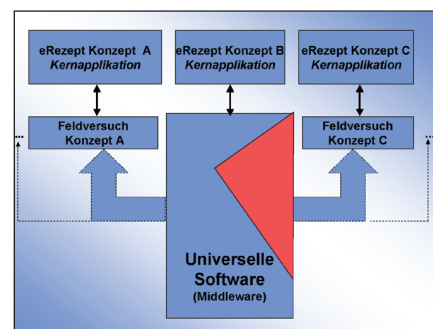 eRezept Konzept A
Kernapplikation
eRezept Konzept B
Kernapplikation
eRezept Konzept C
Kernapplikation
Feldversuch
Konzept A
Feldversuch
Konzept C
...
...
Universelle
Software
(Middleware)